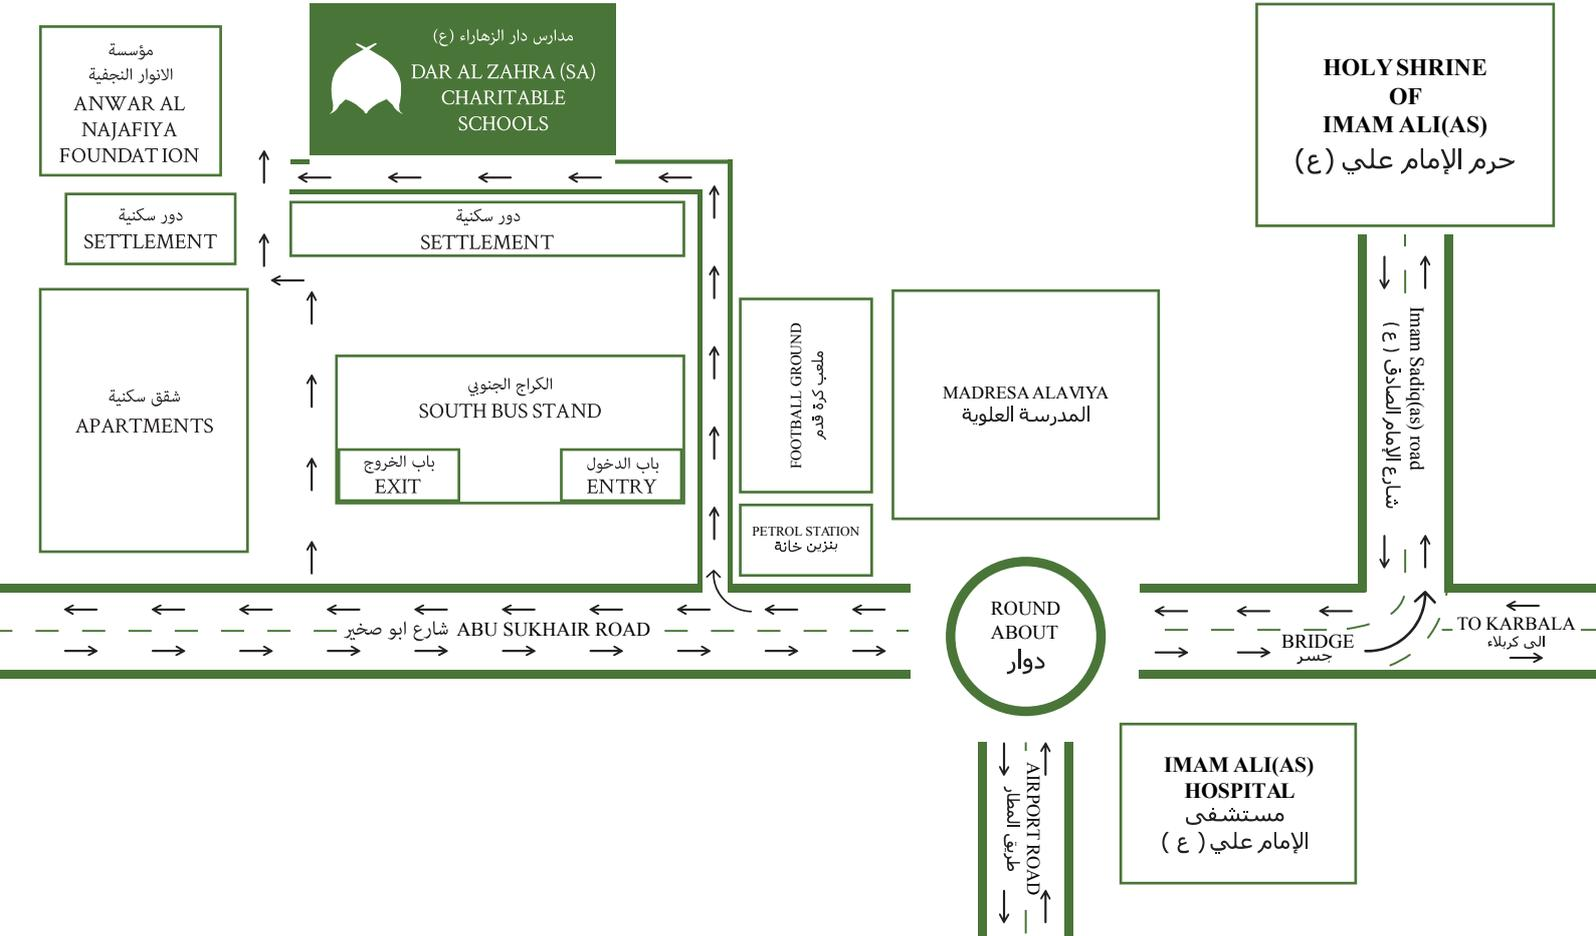 مؤسسة
الانوار النجفية
ANWAR AL
NAJAFIYA
FOUNDATION
مدارس دار الزهاراء (ع)
DAR AL ZAHRA (SA)
CHARITABLE
SCHOOLS
HOLY SHRINE
OF
IMAM ALI(AS)
حرم الإمام علي (ع)
دور سكنية
SETTLEMENT
دور سكنية
SETTLEMENT
شقق سكنية
APARTMENTS
الكراج الجنوبي
SOUTH BUS STAND
باب الخروج
EXIT
باب الدخول
ENTRY
FOOTBALL GROUND
ملعب كرة قدم
PETROL STATION
بنزين خانة
MADRESA ALAVIYA
المدرسة العلوية
Imam Sadiq(as) road
شارع الإمام الصادق ( ع )
شارع ابو صخير ABU SUKHAIR ROAD
ROUND
ABOUT
دوار
BRIDGE
جسر
TO KARBALA
الى كربلاء
AIRPORT ROAD
طريق المطار
IMAM ALI(AS)
HOSPITAL
مستشفى
الإمام علي ( ع )